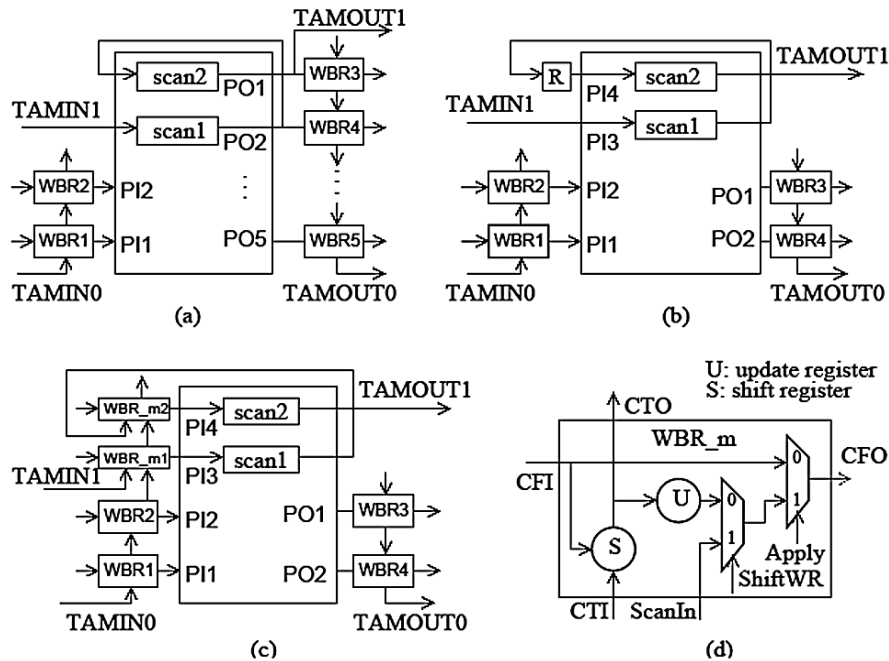 TAMOUT1
scan2
PO1
WBR3
TAMIN1
scan1
PO2
WBR4
WBR2
PI2
WBR1
PI1
PO5
WBR5
TAMIN0
TAMOUT0
(a)
R
scan2
TAMOUT1
PI4
TAMIN1
scan1
PI3
WBR2
PI2
PO1
WBR3
WBR1
PI1
PO2
WBR4
TAMIN0
TAMOUT0
(b)
TAMOUT1
WBR_m2
scan2
PI4
WBR_m1
scan1
TAMIN1
PI3
WBR2
PI2
PO1
WBR3
WBR1
PI1
PO2
WBR4
TAMIN0
TAMOUT0
(c)
U: update register
S: shift register
CTO
WBR_m
0
CFO
CFI
U
0
1
S
1
Apply
ShiftWR
CTI
ScanIn
(d)